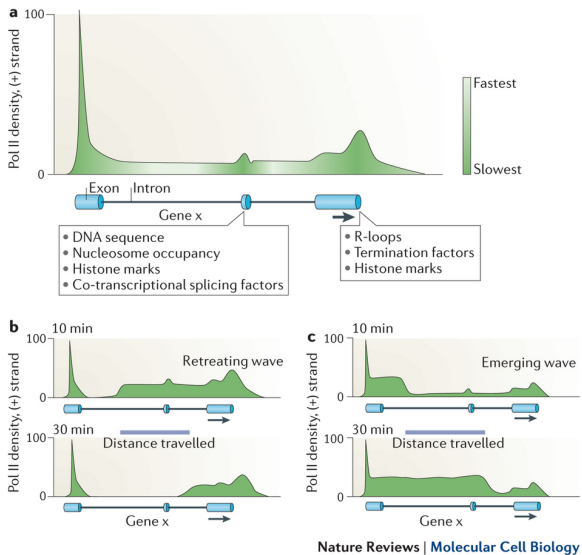 a
100
Pol II density, (+) strand
0
Fastest
Slowest
Exon
Intron
Gene x
• DNA sequence
• Nucleosome occupancy
• Histone marks
• Co-transcriptional splicing factors
• R-loops
• Termination factors
• Histone marks
b
10 min
100
Retreating wave
0
30 min
Distance travelled
100
0
Pol II density, (+) strand
Gene x
c
10 min
100
Emerging wave
0
30 min
Distance travelled
100
0
Pol II density, (+) strand
Gene x
Nature Reviews | Molecular Cell Biology